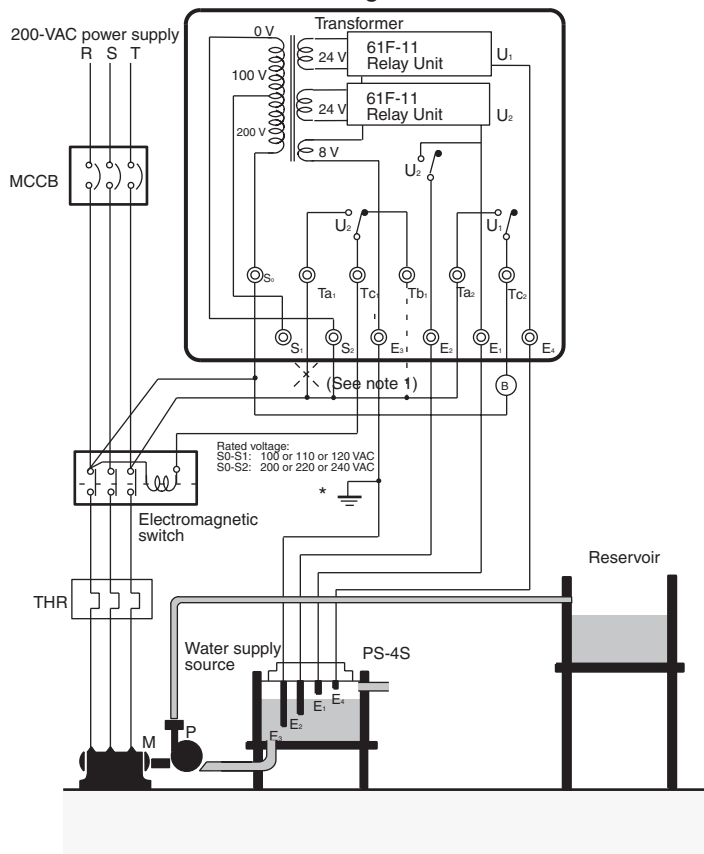 Transformer
200-VAC power supply
R S T
MCCB
0 V
100 V
200 V
24 V
24 V
8 V
61F-11
Relay Unit
U1
61F-11
Relay Unit
U2
U2
U2
U1
S0
Ta1
Tc1
Tb1
Ta2
Tc2
S1
S2
E3
E2
E1
E4
(See note 1)
B
Rated voltage:
S0-S1: 100 or 110 or 120 VAC
S0-S2: 200 or 220 or 240 VAC
*
Electromagnetic
switch
THR
Water supply
source
PS-4S
Reservoir
E4
E1
E2
E3
M
P